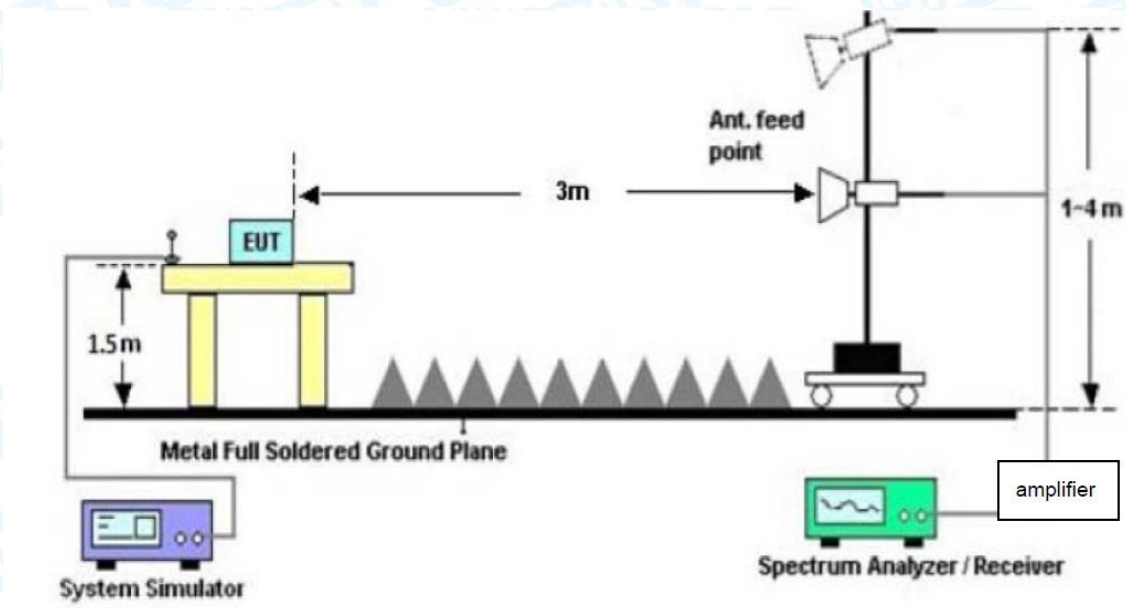 Ant. feed
point
3m
1~4 m
EUT
1.5 m
Metal Full Soldered Ground Plane
amplifier
System Simulator
Spectrum Analyzer / Receiver